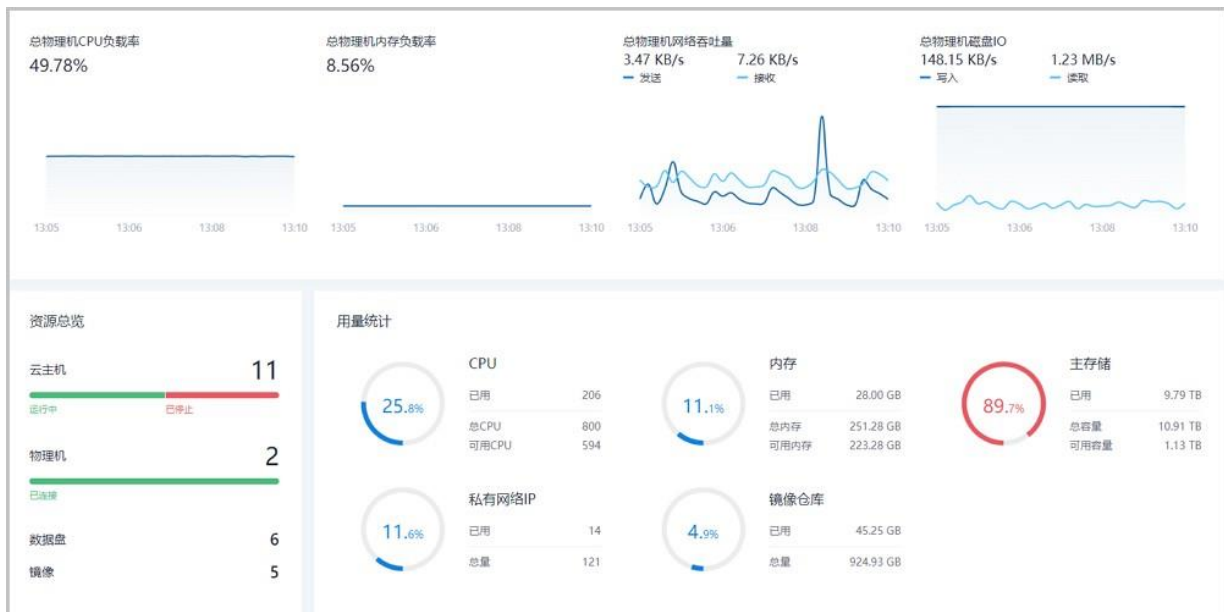 总物理机CPU负载率
49.78%
13:05 13:06 13:08 13:10
总物理机内存负载率
8.56%
13:05 13:06 13:08 13:10
总物理机网络吞吐量
3.47 KB/s 7.26 KB/s
发送 接收
13:05 13:06 13:08 13:10
总物理机磁盘IO
148.15 KB/s 1.23 MB/s
写入 读取
13:05 13:06 13:08 13:10
资源总览
云主机 11
运行中 已停止
物理机 2
已连接
数据盘 6
镜像 5
用量统计
25.8%
CPU
已用 206
总CPU 800
可用CPU 594
11.1%
内存
已用 28.00 GB
总内存 251.28 GB
可用内存 223.28 GB
89.7%
主存储
已用 9.79 TB
总容量 10.91 TB
可用容量 1.13 TB
11.6%
私有网络IP
已用 14
总量 121
4.9%
镜像仓库
已用 45.25 GB
总量 924.93 GB